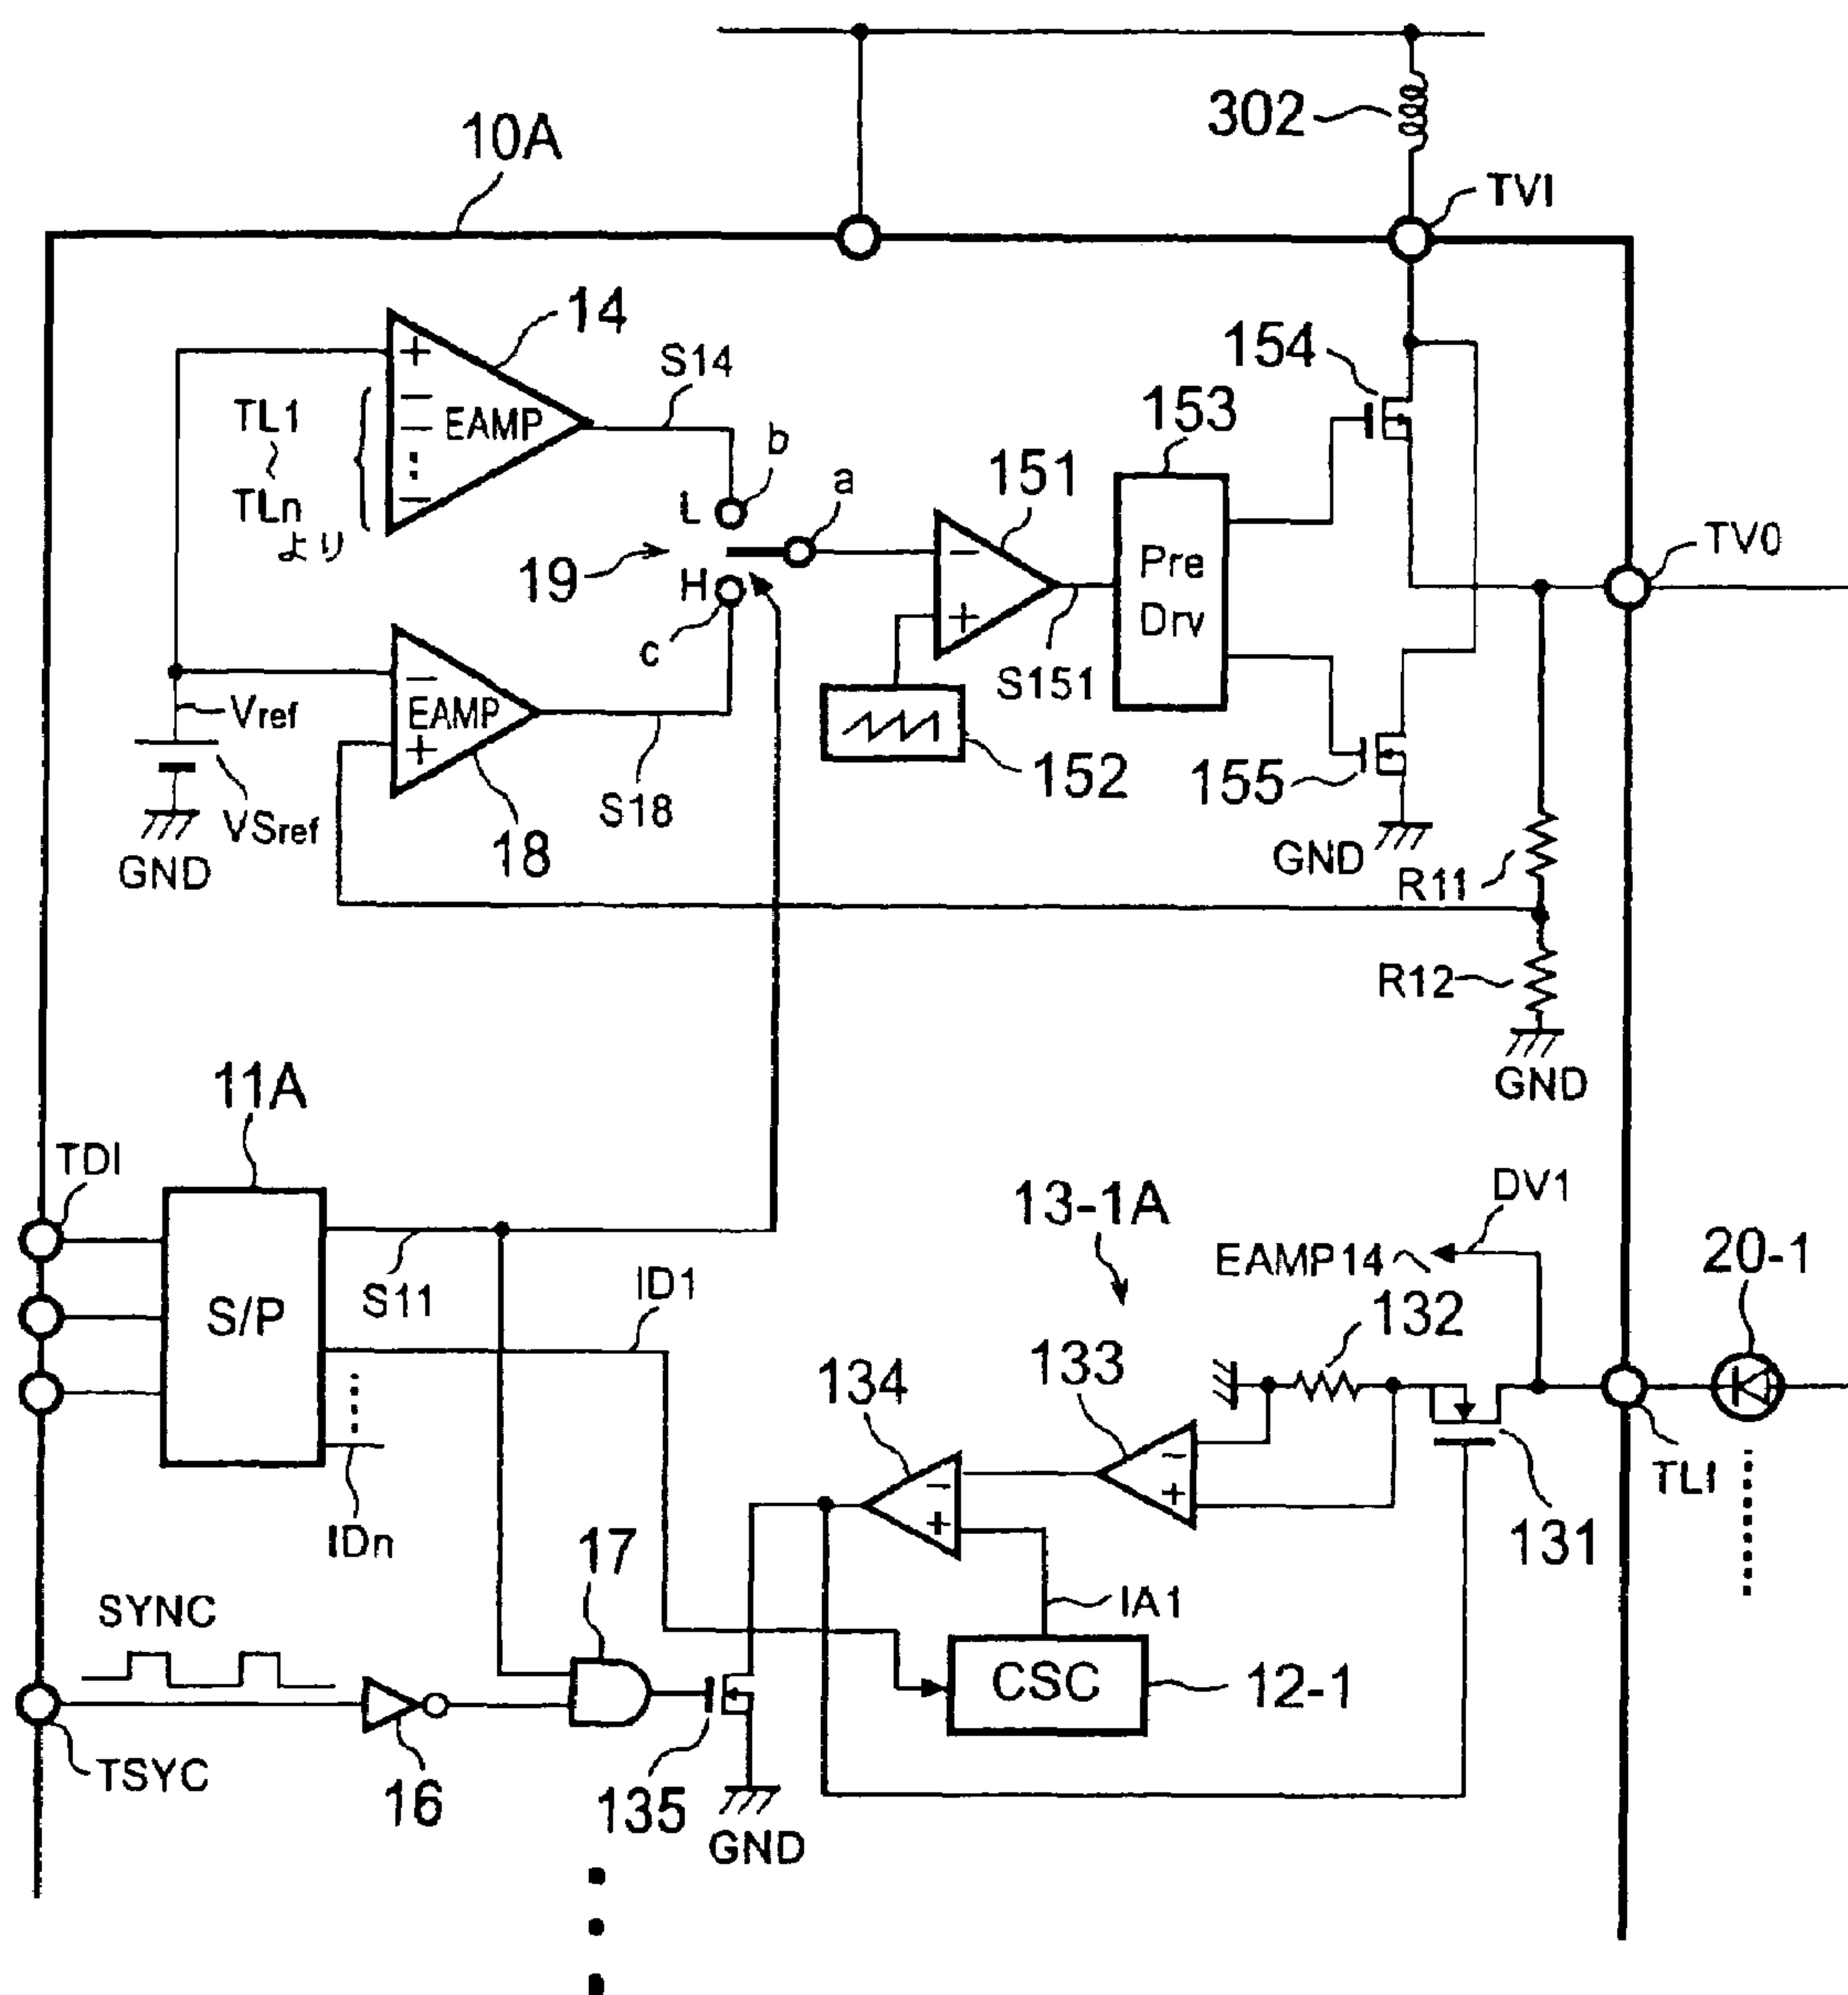 302
10A
TVI
14
S14
154
153
TL1
~
TLn
より
+
−
−
−
EAMP
b
L
a
151
19
H
c
−
+
Pre
Drv
TV0
S151
−
EAMP
+
Vref
VSref
GND
18
S18
152
155
GND
R11
R12
GND
11A
TDI
S/P
S11
ID1
IDn
13-1A
DV1
EAMP14
20-1
132
133
134
−
+
−
+
TLI
131
17
IA1
SYNC
CSC
12-1
TSYC
16
135
GND